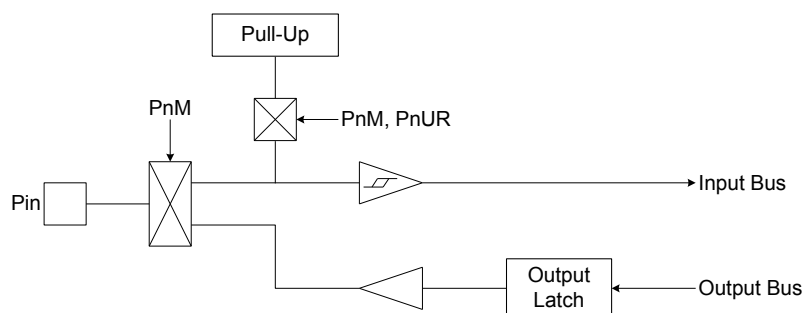 Pull-Up
PnM
PnM, PnUR
Pin
Input Bus
Output
Latch
Output Bus